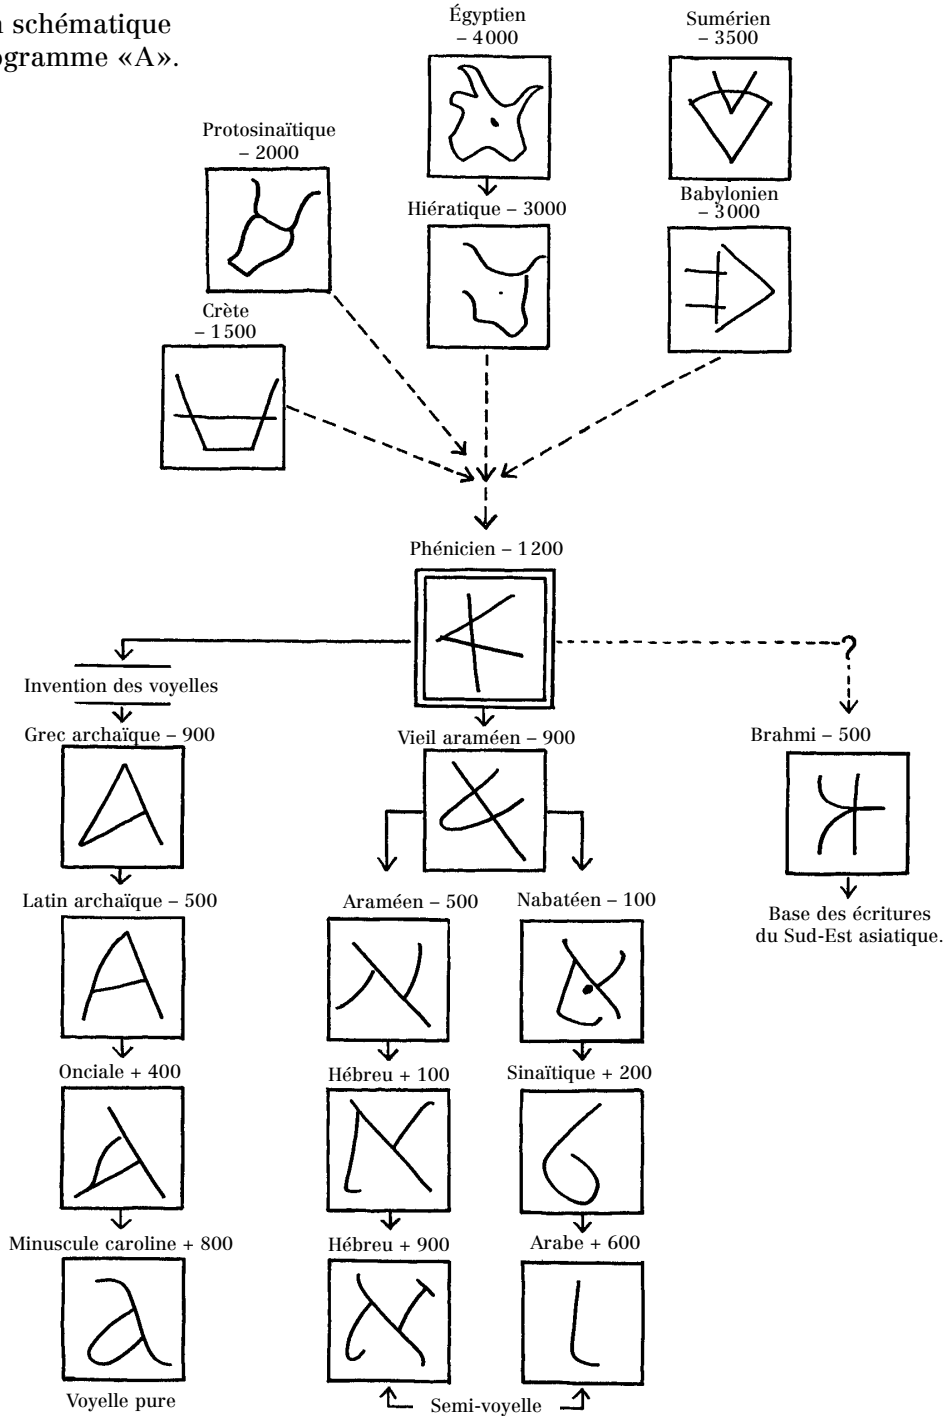 schématique
«A».
Égyptien
– 4000
Sumérien
– 3500
Protosinaïtique
– 2000
Hiératique – 3000
Babylonien
– 3000
Crète
– 1500
Phénicien – 1200
?
Invention des voyelles
Grec archaïque – 900
Vieil araméen – 900
Brahmi – 500
Latin archaïque – 500
Araméen – 500
Nabatéen – 100
Base des écritures
du Sud-Est asiatique.
Onciale + 400
Hébreu + 100
Sinaïtique + 200
Minuscule caroline + 800
Hébreu + 900
Arabe + 600
Voyelle pure
Semi-voyelle